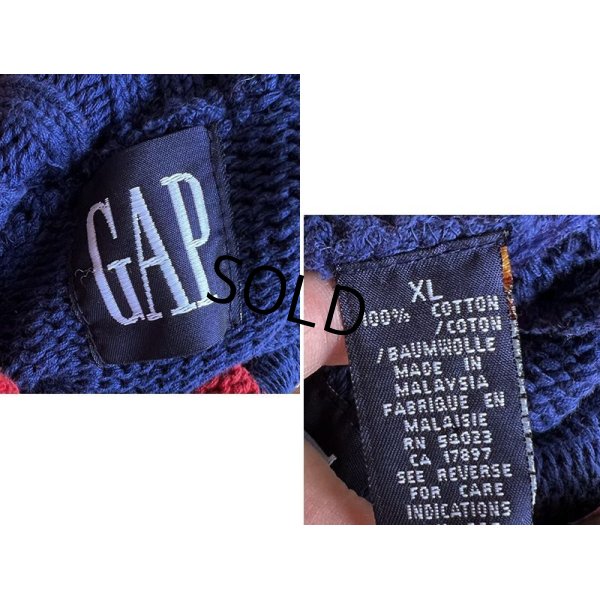 GAP
SOLD
XL
100% COTTON
/COTON
/BAUMWOLLE
MADE IN
MALAYSIA
FABRIQUE EN
MALAISIE
RN 54023
CA 17897
SEE REVERSE
FOR CARE
INDICATIONS